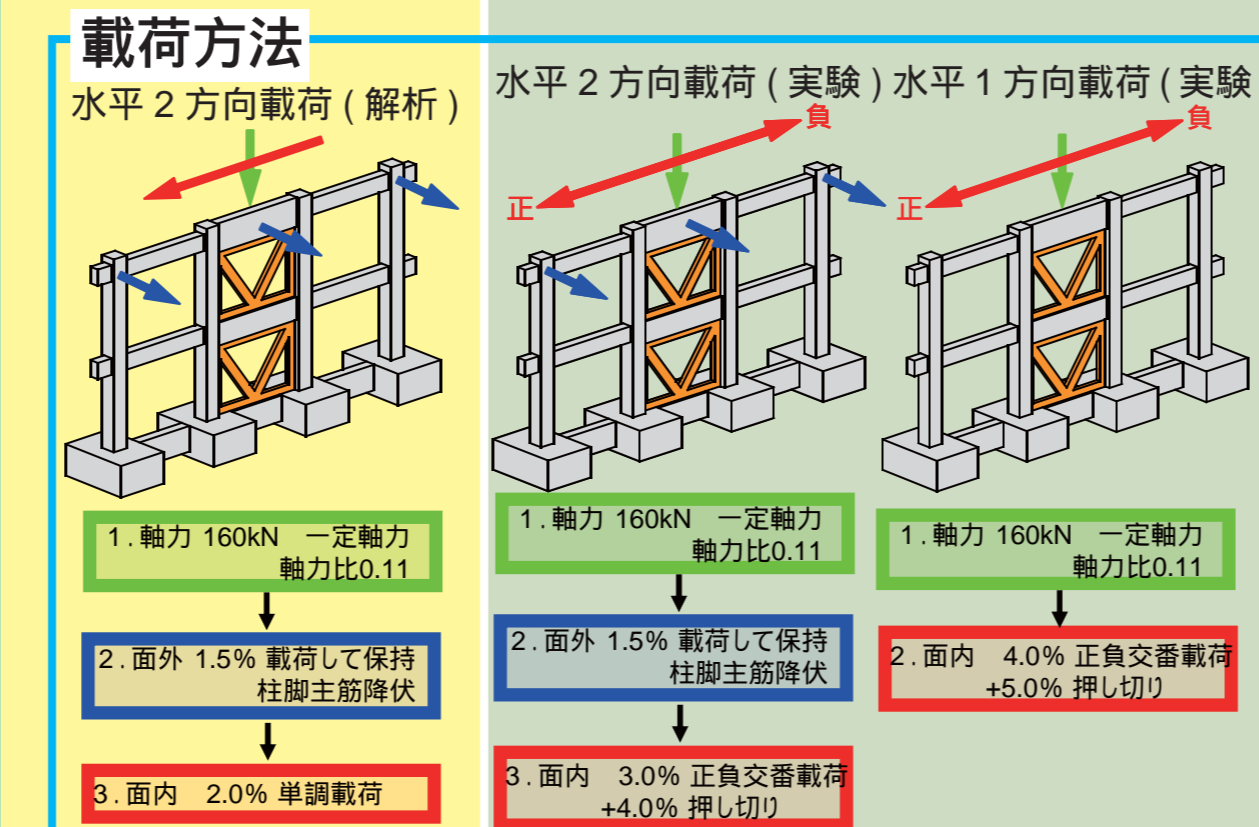 載荷方法
水平 2 方向載荷 ( 解析 )
1 . 軸力 160kN 一定軸力
軸力比0.11
2 . 面外 1.5% 載荷して保持
柱脚主筋降伏
3 . 面内 2.0% 単調載荷
水平 2 方向載荷 ( 実験 )
負
正
1 . 軸力 160kN 一定軸力
軸力比0.11
2 . 面外 1.5% 載荷して保持
柱脚主筋降伏
3 . 面内 3.0% 正負交番載荷
+4.0% 押し切り
水平 1 方向載荷 ( 実験
負
正
1 . 軸力 160kN 一定軸力
軸力比0.11
2 . 面内 4.0% 正負交番載荷
+5.0% 押し切り